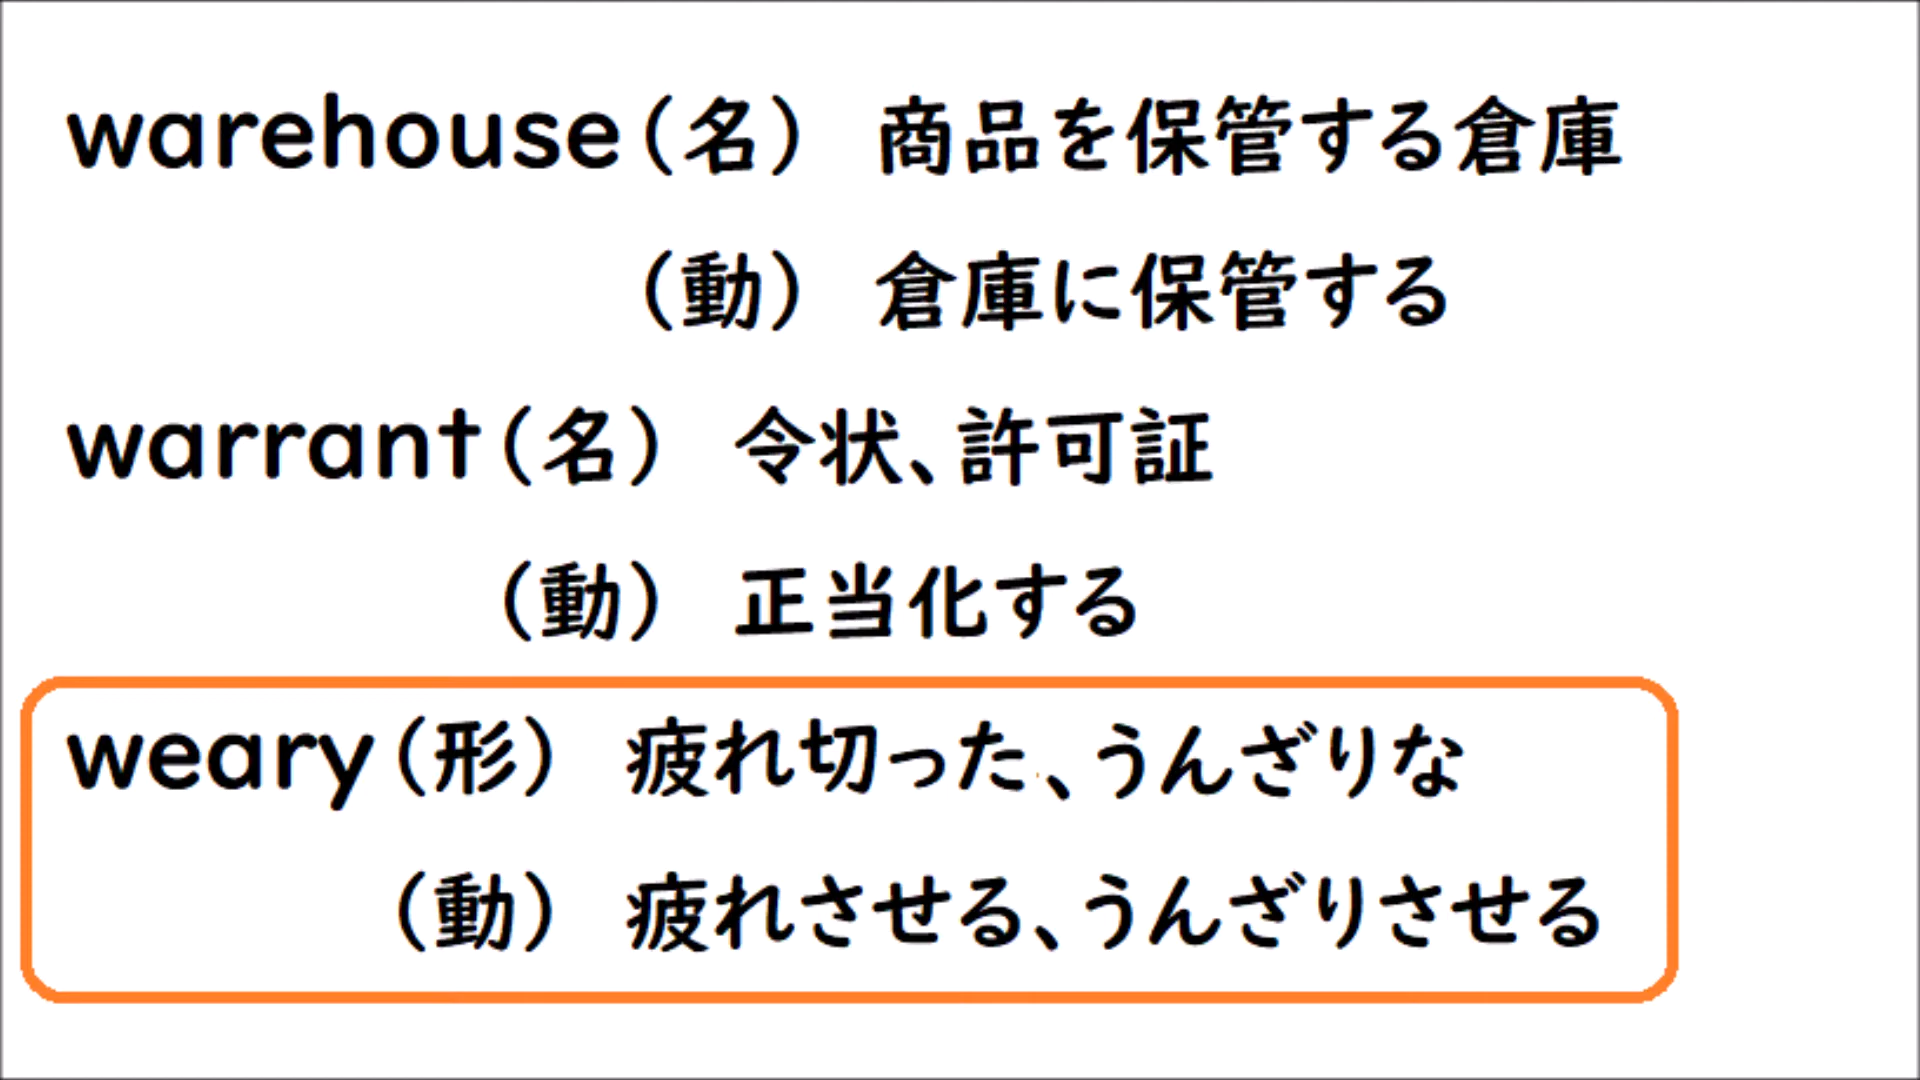 warehouse（名） 商品を保管する倉庫
（動） 倉庫に保管する
warrant（名） 令状、許可証
（動） 正当化する
weary（形） 疲れ切った、うんざりな
（動） 疲れさせる、うんざりさせる